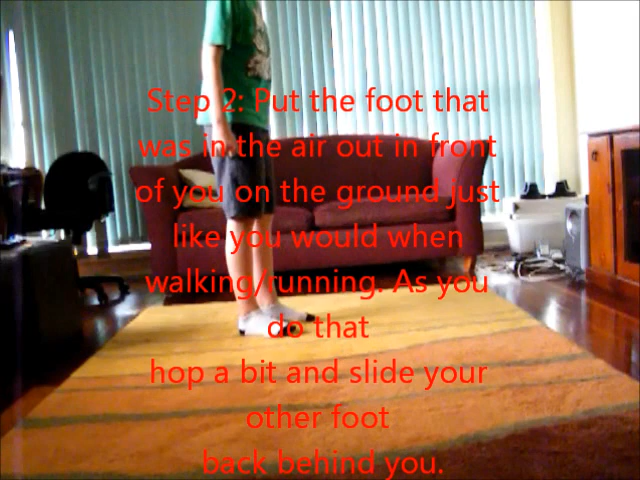 Step 2: Put the foot that
was in the air out in front
of you on the ground just
like you would when
walking/running. As you
do that
hop a bit and slide your
other foot
back behind you.